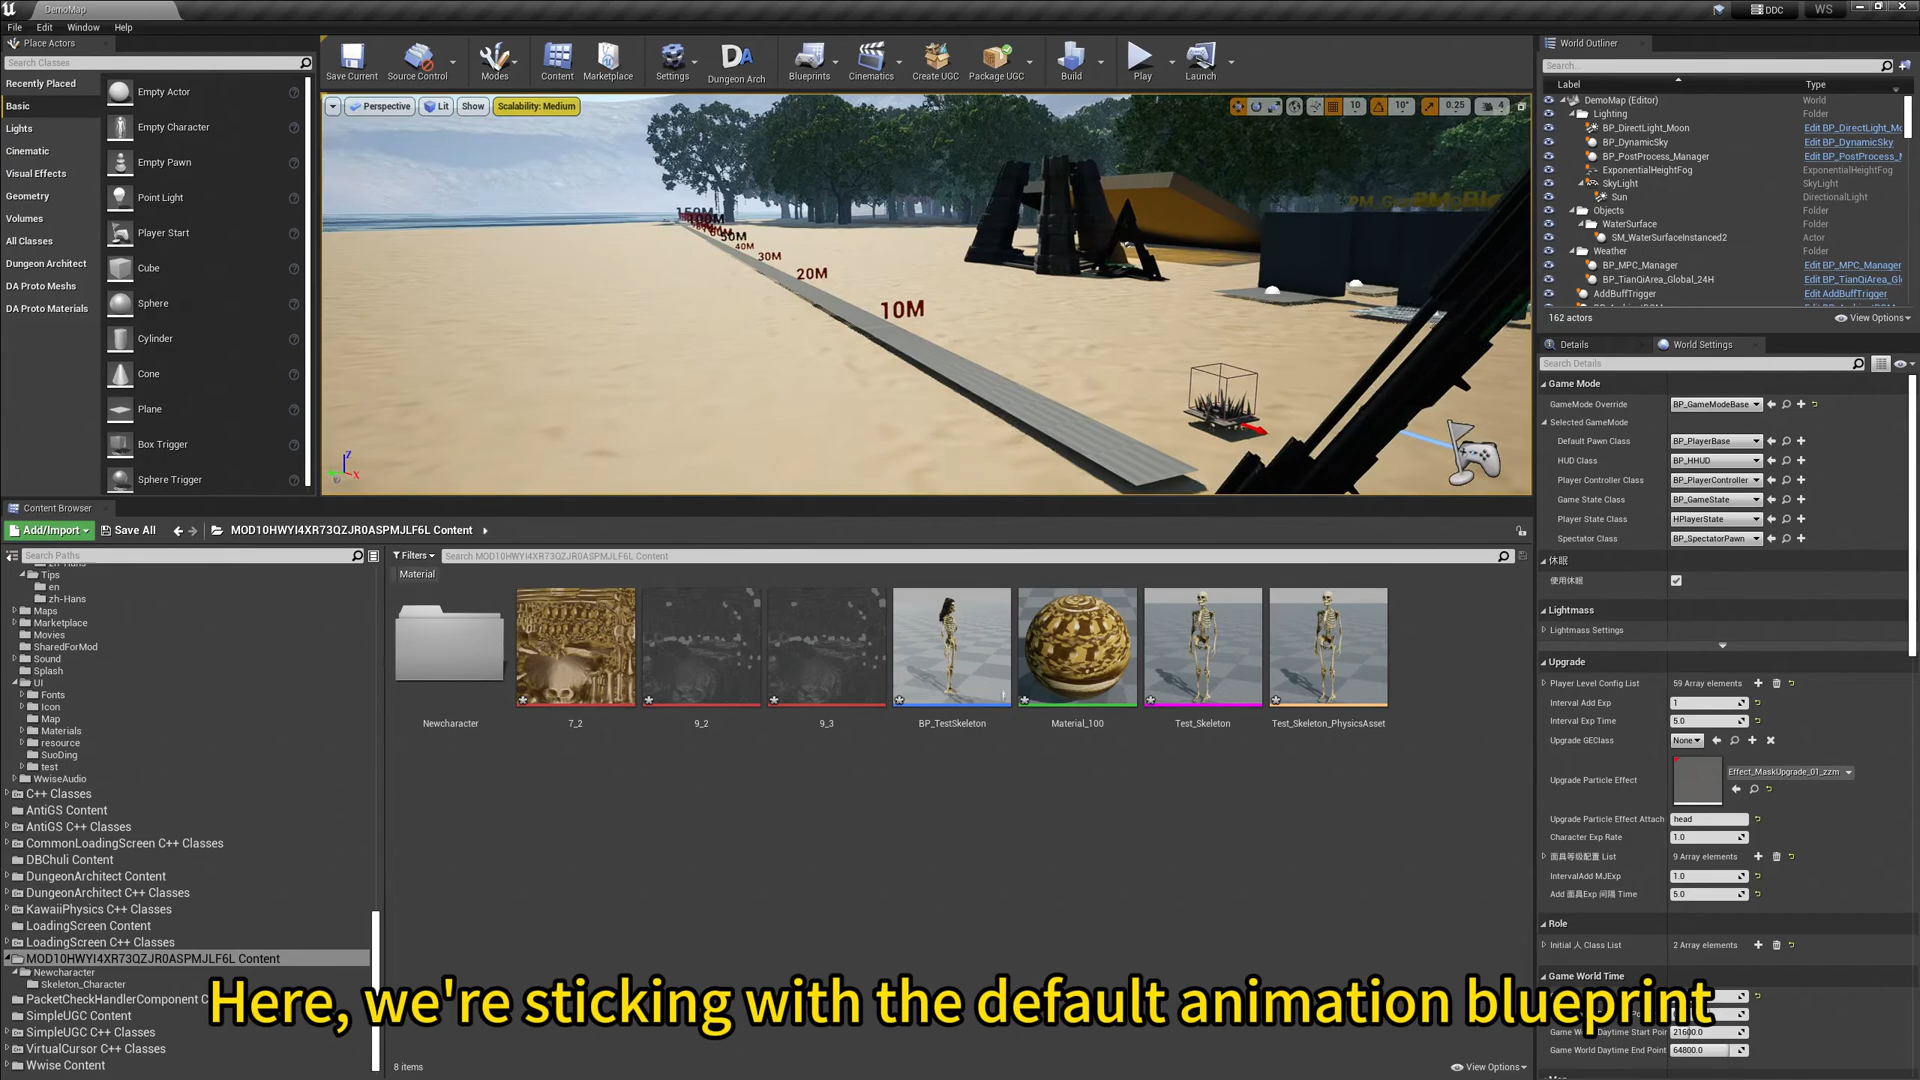 DemoMap
DDC
WS
File
Edit
Window
Help
Place Actors
Search Classes
Recently Placed
Basic
Lights
Cinematic
Visual Effects
Geometry
Volumes
All Classes
Dungeon Architect
DA Proto Meshes
DA Proto Materials
Empty Actor
Empty Character
Empty Pawn
Point Light
Player Start
Cube
Sphere
Cylinder
Cone
Plane
Box Trigger
Sphere Trigger
Save Current
Source Control
Modes
Content
Marketplace
Settings
Dungeon Arch
Blueprints
Cinematics
Create UGC
Package UGC
Build
Play
Launch
Perspective
Lit
Show
Scalability: Medium
10
10°
0.25
4
150M
100M
50M
40M
30M
20M
10M
Z
X
World Outliner
Search...
Label
Type
DemoMap (Editor)
World
Lighting
Folder
BP_DirectLight_Moon
Edit BP_DirectLight_Mo
BP_DynamicSky
Edit BP_DynamicSky
BP_PostProcess_Manager
Edit BP_PostProcess_
ExponentialHeightFog
ExponentialHeightFog
SkyLight
SkyLight
Sun
DirectionalLight
Objects
Folder
WaterSurface
Folder
SM_WaterSurfaceInstanced2
Actor
Weather
Folder
BP_MPC_Manager
Edit BP_MPC_Manager
BP_TianQiArea_Global_24H
Edit BP_TianQiArea_Gl
AddBuffTrigger
Edit AddBuffTrigger
162 actors
View Options
Details
World Settings
Search Details
Game Mode
GameMode Override
BP_GameModeBase
Selected GameMode
Default Pawn Class
BP_PlayerBase
HUD Class
BP_HHUD
Player Controller Class
BP_PlayerController
Game State Class
BP_GameState
Player State Class
HPlayerState
Spectator Class
BP_SpectatorPawn
休眠
使用休眠
Lightmass
Lightmass Settings
Upgrade
Player Level Config List
59 Array elements
Interval Add Exp
1
Interval Exp Time
5.0
Upgrade GEClass
None
Upgrade Particle Effect
Effect_MaskUpgrade_01_zzm
Upgrade Particle Effect Attach
head
Character Exp Rate
1.0
面具等级配置 List
9 Array elements
IntervalAdd MJExp
1.0
Add 面具Exp 间隔 Time
5.0
Role
Initial 人 Class List
2 Array elements
Game World Time
Game World Daytime Start Poin
21600.0
Game World Daytime End Point
64800.0
Content Browser
Add/Import
Save All
MOD10HWYI4XR73QZJR0ASPMJLF6L Content
Search Paths
Filters
Search MOD10HWYI4XR73QZJR0ASPMJLF6L Content
Material
Tips
en
zh-Hans
Maps
Marketplace
Movies
SharedForMod
Sound
Splash
UI
Fonts
Icon
Map
Materials
resource
SuoDing
test
WwiseAudio
C++ Classes
AntiGS Content
AntiGS C++ Classes
CommonLoadingScreen C++ Classes
DBChuli Content
DungeonArchitect Content
DungeonArchitect C++ Classes
KawaiiPhysics C++ Classes
LoadingScreen Content
LoadingScreen C++ Classes
MOD10HWYI4XR73QZJR0ASPMJLF6L Content
Newcharacter
Skeleton_Character
PacketCheckHandlerComponent C
SimpleUGC Content
SimpleUGC C++ Classes
VirtualCursor C++ Classes
Wwise Content
Newcharacter
7_2
9_2
9_3
BP_TestSkeleton
Material_100
Test_Skeleton
Test_Skeleton_PhysicsAsset
8 items
View Options
Here, we're sticking with the default animation blueprint